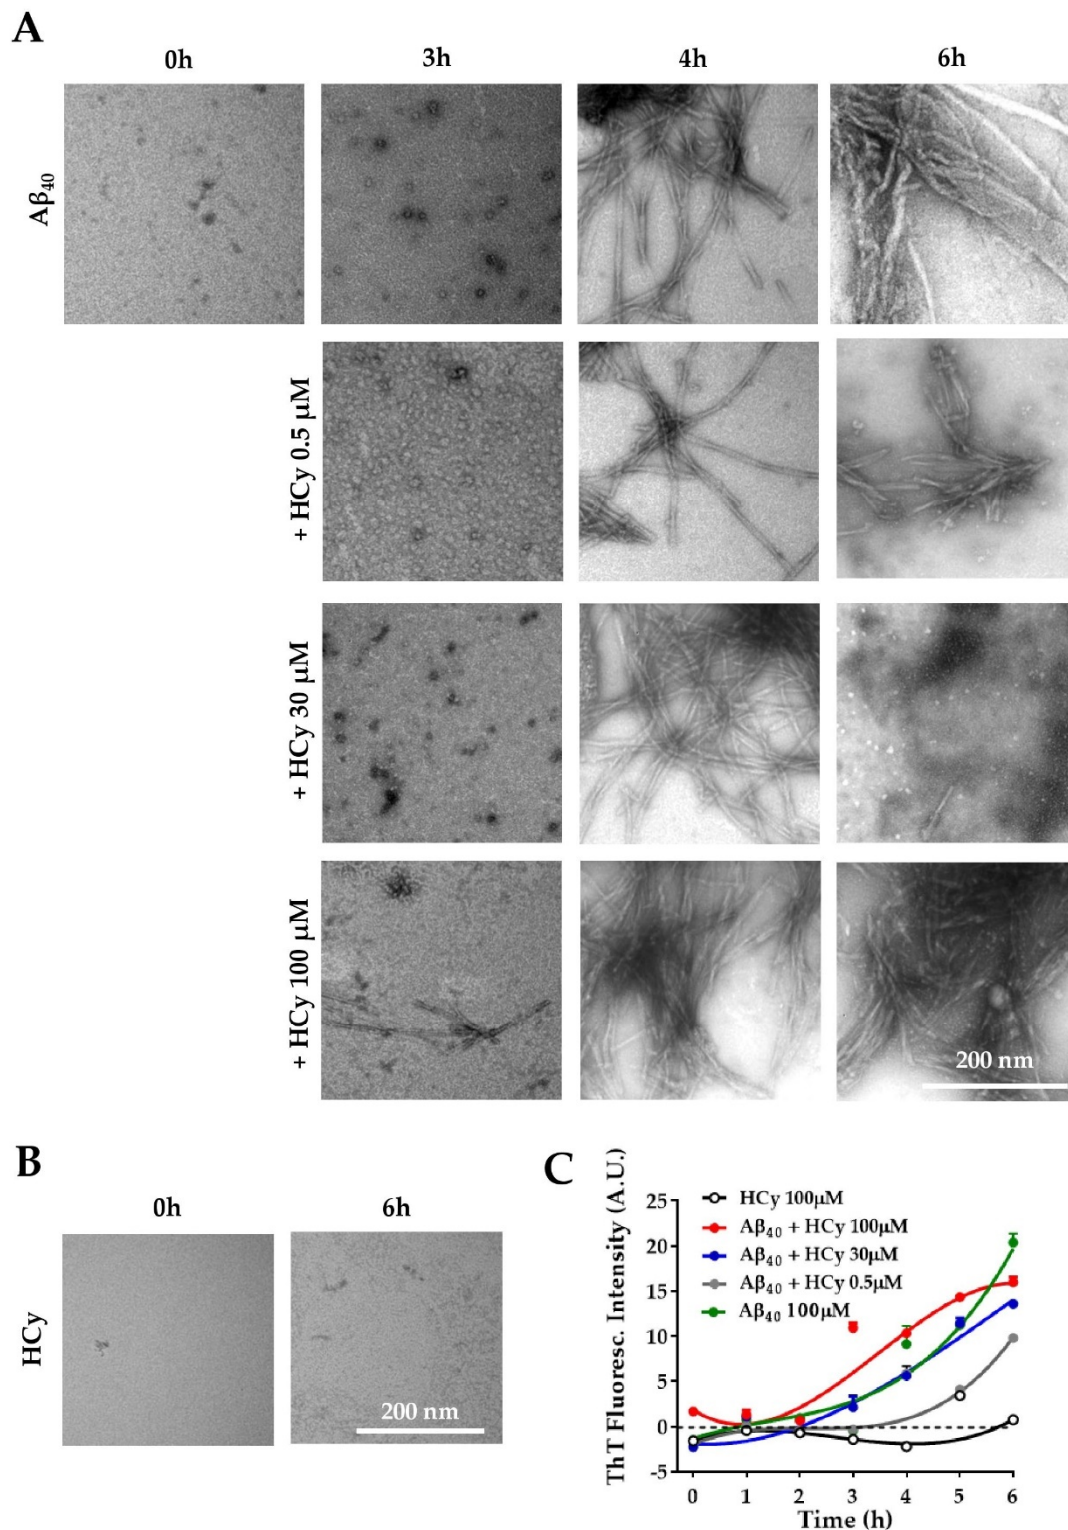 A
0h
3h
4h
6h
Aβ40
+ HCy 0.5 μM
+ HCy 30 μM
+ HCy 100 μM
200 nm
B
0h
6h
HCy
200 nm
C
ThT Fluoresc. Intensity (A.U.)
25
20
15
10
5
0
-5
HCy 100μM
Aβ40 + HCy 100μM
Aβ40 + HCy 30μM
Aβ40 + HCy 0.5μM
Aβ40 100μM
0 1 2 3 4 5 6
Time (h)